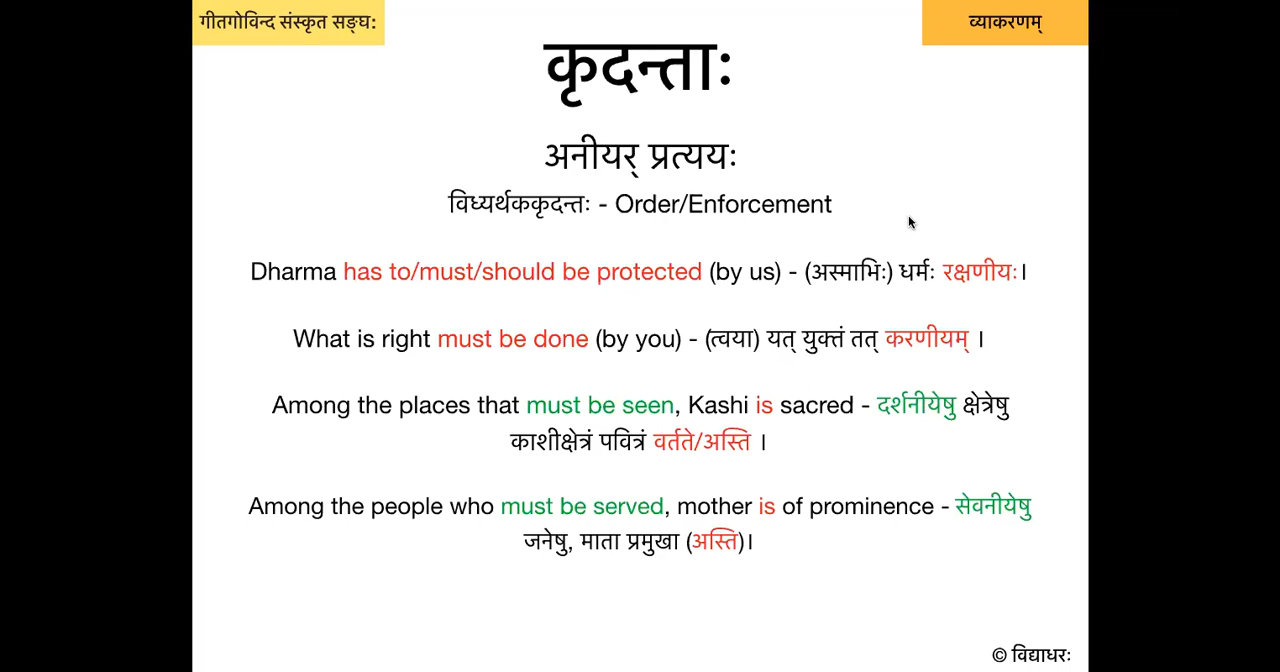 गीतगोविन्द संस्कृत सङ्घः
व्याकरणम्
कृदन्ताः
अनीयर् प्रत्ययः
विध्यर्थककृदन्तः - Order/Enforcement
Dharma has to/must/should be protected (by us) - (अस्माभिः) धर्मः रक्षणीयः।
What is right must be done (by you) - (त्वया) यत् युक्तं तत् करणीयम् ।
Among the places that must be seen, Kashi is sacred - दर्शनीयेषु क्षेत्रेषु
काशीक्षेत्रं पवित्रं वर्तते/अस्ति ।
Among the people who must be served, mother is of prominence - सेवनीयेषु
जनेषु, माता प्रमुखा (अस्ति)।
© विद्याधरः